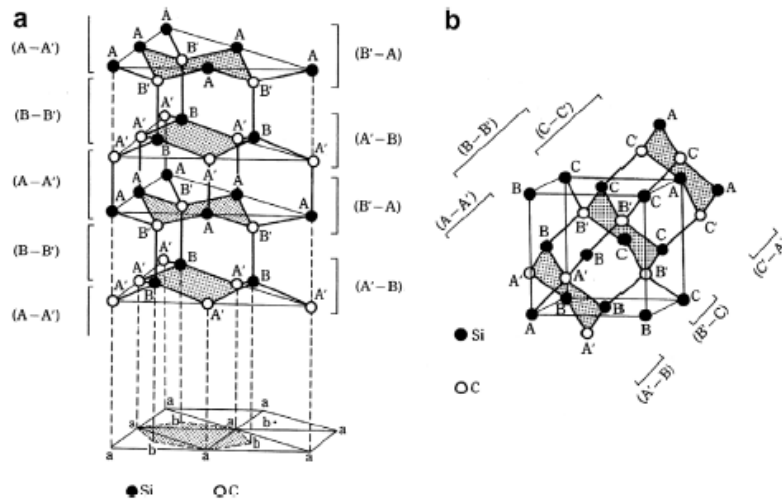 a
A
A B' A
(A–A')
A A
(B'–A)
B' A B'
(B–B')
A' B
A' A' B
(A'–B)
A' B A' A'
(A–A')
A
A B' A
(B'–A)
A A A
B' B'
(B–B')
A' B
A' A' B
(A'–B)
A' B A' A'
(A–A')
a a
a b b
b b
a a a
Si C
b
(B–B')
(C–C')
(A–A')
A
C C
C A A
B C C
B' B' C'
B C C
B B'
A' A'
(C'–A')
B B C
A B
A'
(B'–C)
(A'–B)
Si
C